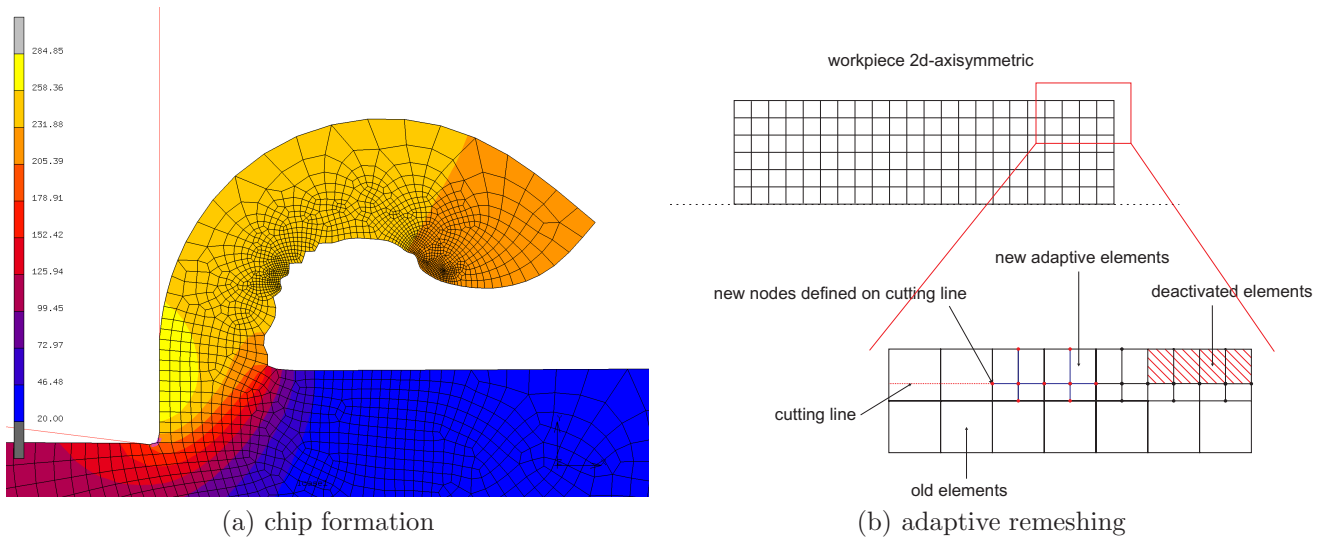 284.85
258.36
231.88
205.39
178.91
152.42
125.94
99.45
72.97
46.48
20.00
(a) chip formation
workpiece 2d-axisymmetric
new adaptive elements
new nodes defined on cutting line
deactivated elements
cutting line
old elements
(b) adaptive remeshing